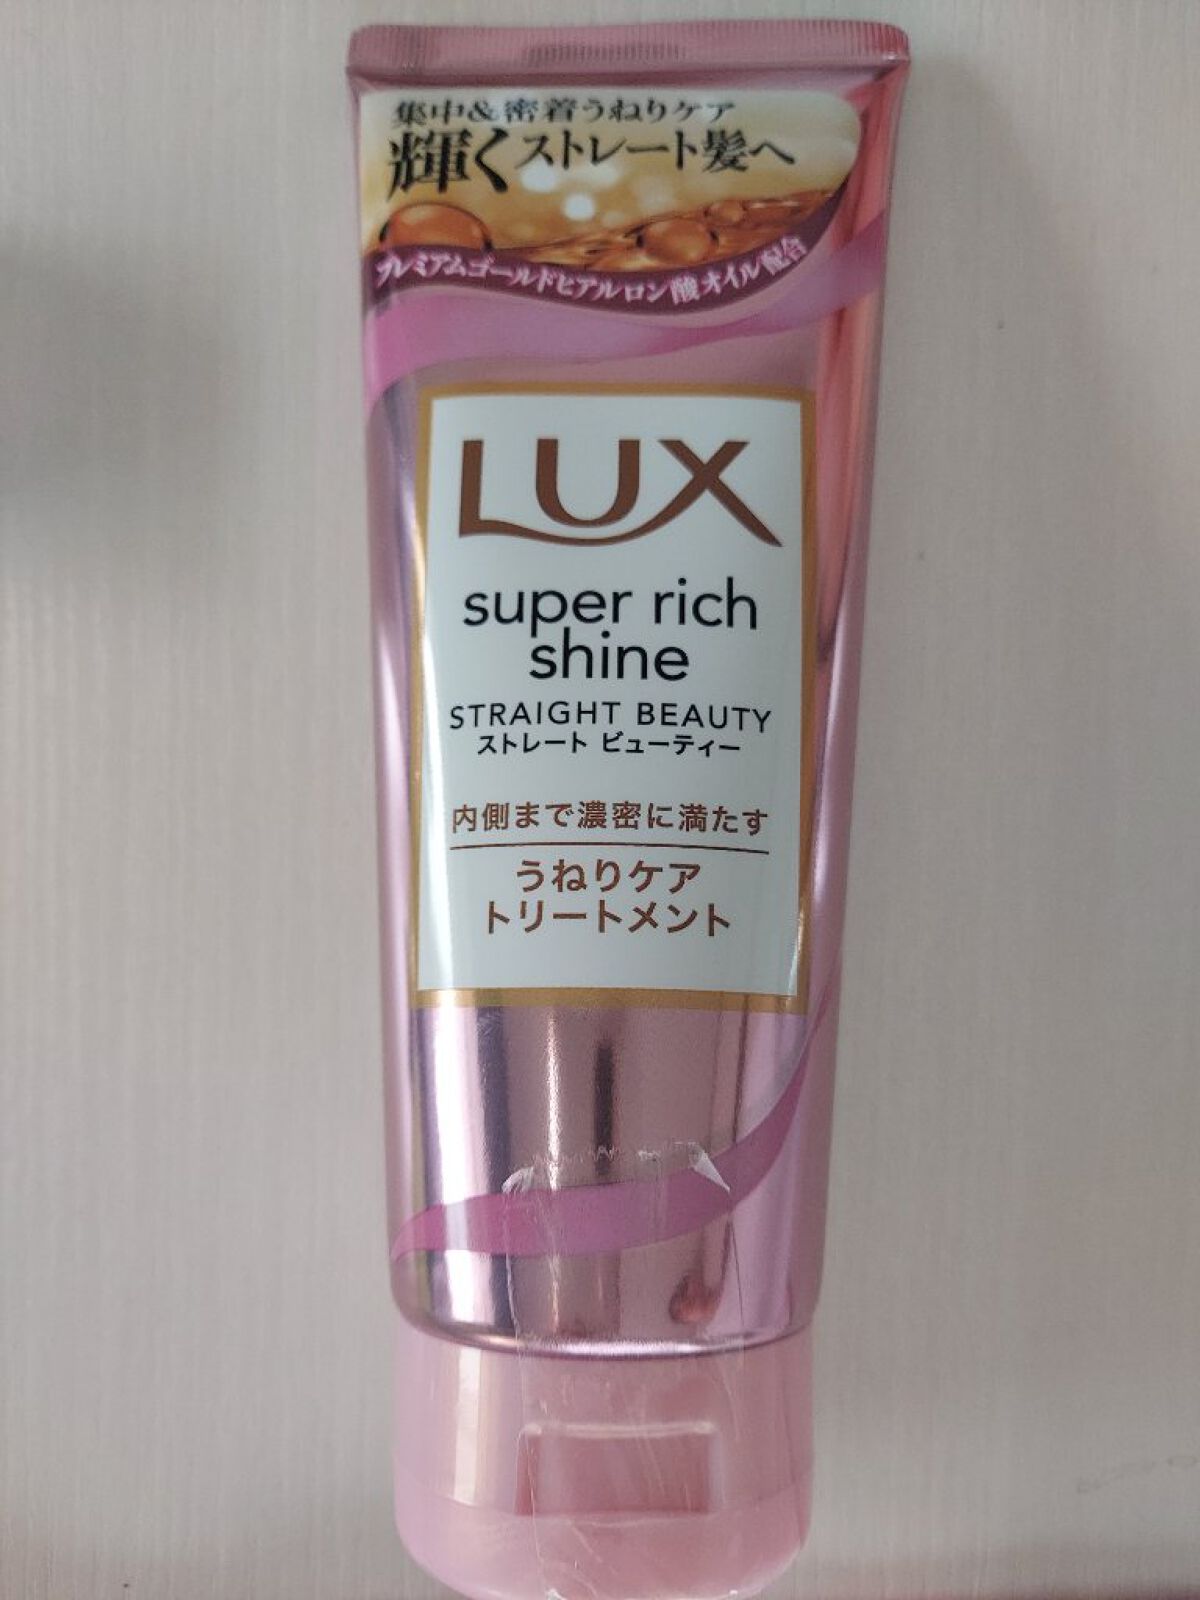 集中&密着うねりケア
輝くストレート髪へ
プレミアムゴールドヒアルロン酸オイル配合
LUX
super rich
shine
STRAIGHT BEAUTY
ストレート ビューティー
内側まで濃密に満たす
うねりケア
トリートメント